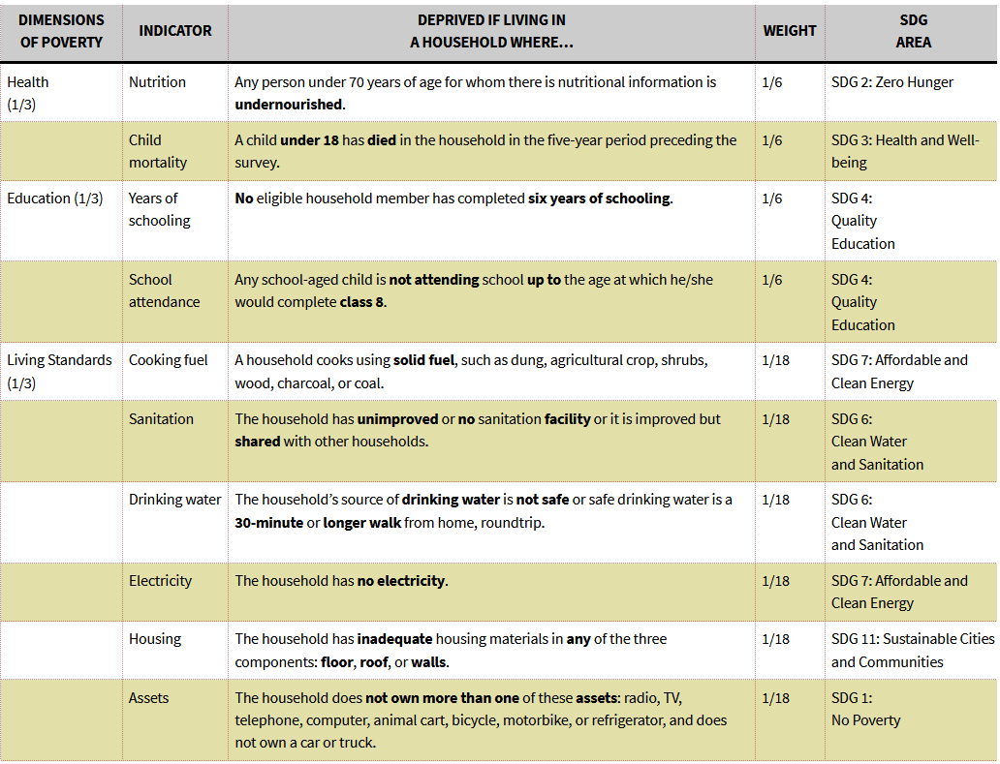 DIMENSIONS
OF POVERTY
INDICATOR
DEPRIVED IF LIVING IN
A HOUSEHOLD WHERE…
WEIGHT
SDG
AREA
Health
(1/3)
Nutrition
Any person under 70 years of age for whom there is nutritional information is
undernourished.
1/6
SDG 2: Zero Hunger
Child
mortality
A child under 18 has died in the household in the five-year period preceding the
survey.
1/6
SDG 3: Health and Well-
being
Education (1/3)
Years of
schooling
No eligible household member has completed six years of schooling.
1/6
SDG 4:
Quality
Education
School
attendance
Any school-aged child is not attending school up to the age at which he/she
would complete class 8.
1/6
SDG 4:
Quality
Education
Living Standards
(1/3)
Cooking fuel
A household cooks using solid fuel, such as dung, agricultural crop, shrubs,
wood, charcoal, or coal.
1/18
SDG 7: Affordable and
Clean Energy
Sanitation
The household has unimproved or no sanitation facility or it is improved but
shared with other households.
1/18
SDG 6:
Clean Water
and Sanitation
Drinking water
The household’s source of drinking water is not safe or safe drinking water is a
30-minute or longer walk from home, roundtrip.
1/18
SDG 6:
Clean Water
and Sanitation
Electricity
The household has no electricity.
1/18
SDG 7: Affordable and
Clean Energy
Housing
The household has inadequate housing materials in any of the three
components: floor, roof, or walls.
1/18
SDG 11: Sustainable Cities
and Communities
Assets
The household does not own more than one of these assets: radio, TV,
telephone, computer, animal cart, bicycle, motorbike, or refrigerator, and does
not own a car or truck.
1/18
SDG 1:
No Poverty